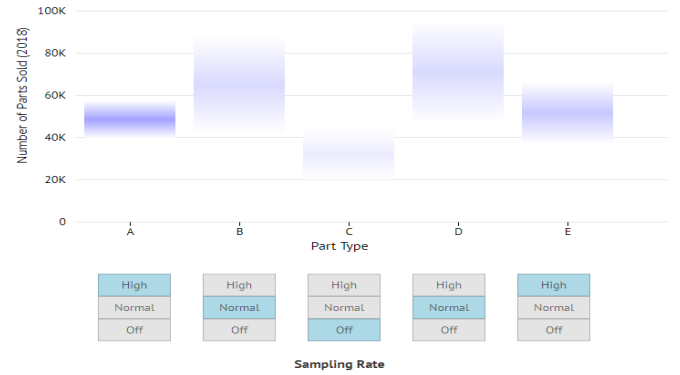 100K
80K
60K
40K
20K
0
Number of Parts Sold (2018)
A B C D E
Part Type
High High High High High
Normal Normal Normal Normal Normal
Off Off Off Off Off
Sampling Rate